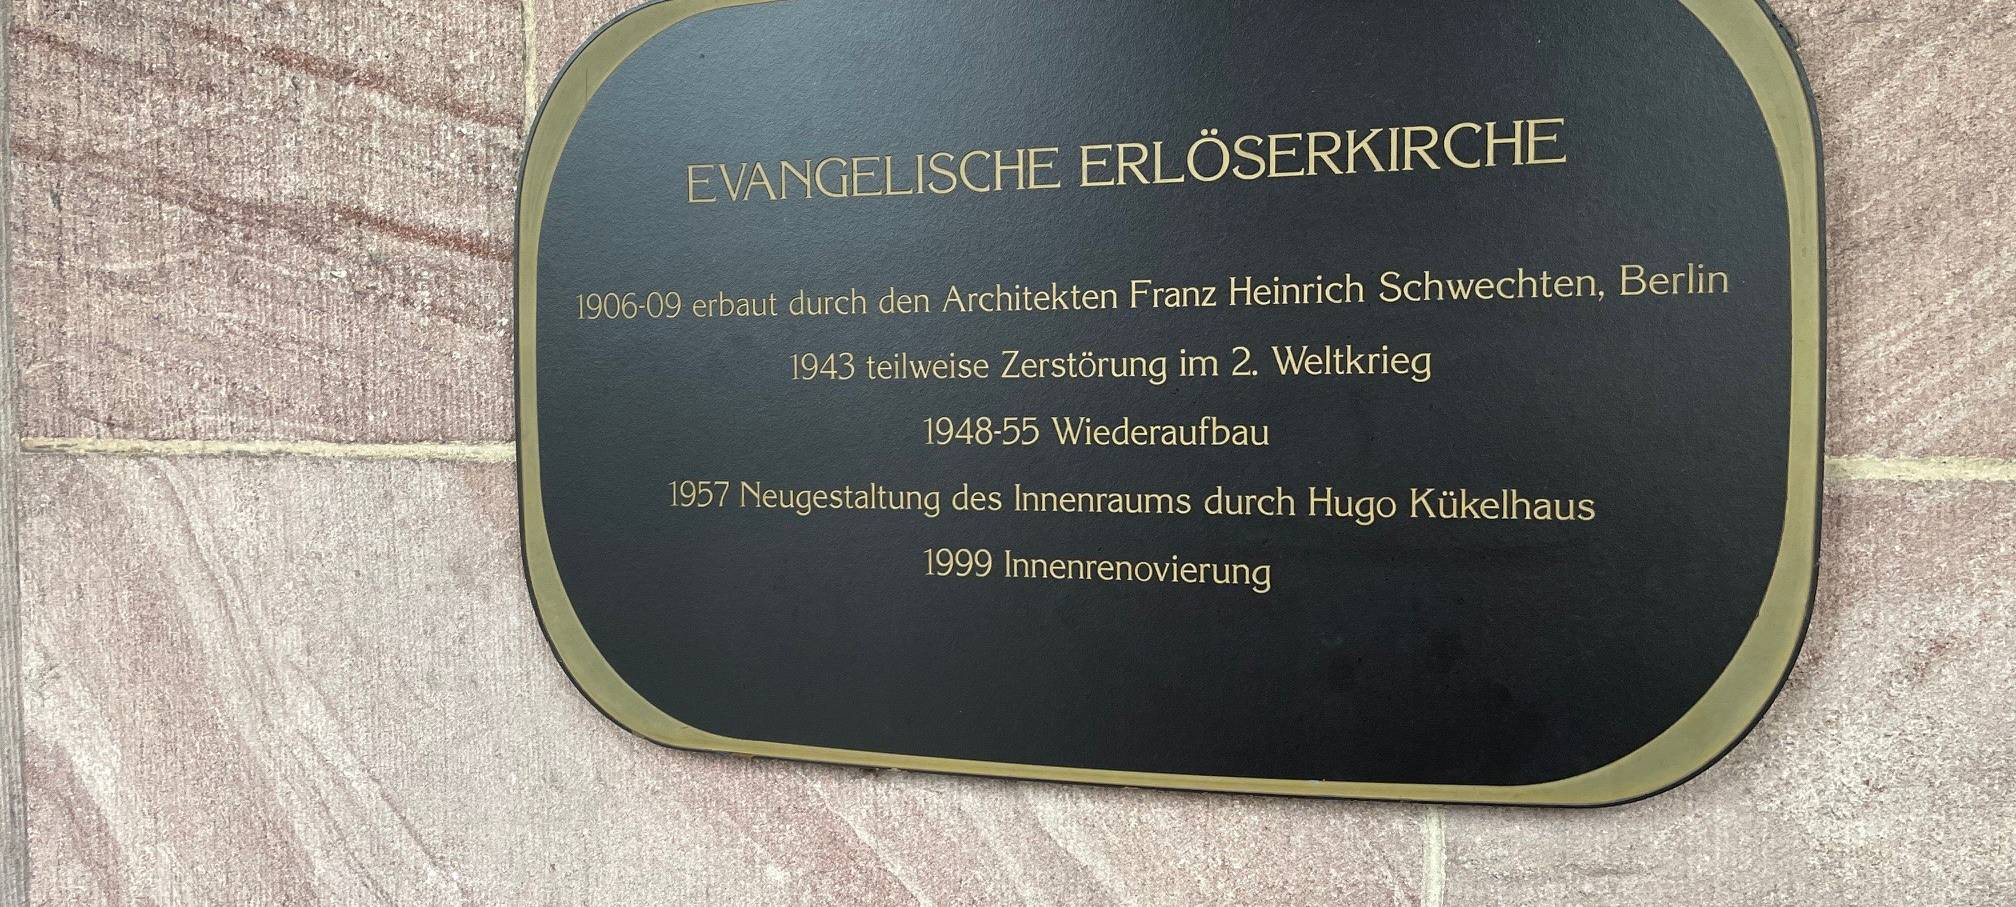 EVANGELISCHE ERLÖSERKIRCHE
1906-09 erbaut durch den Architekten Franz Heinrich Schwechten, Berlin
1943 teilweise Zerstörung im 2. Weltkrieg
1948-55 Wiederaufbau
1957 Neugestaltung des Innenraums durch Hugo Kükelhaus
1999 Innenrenovierung